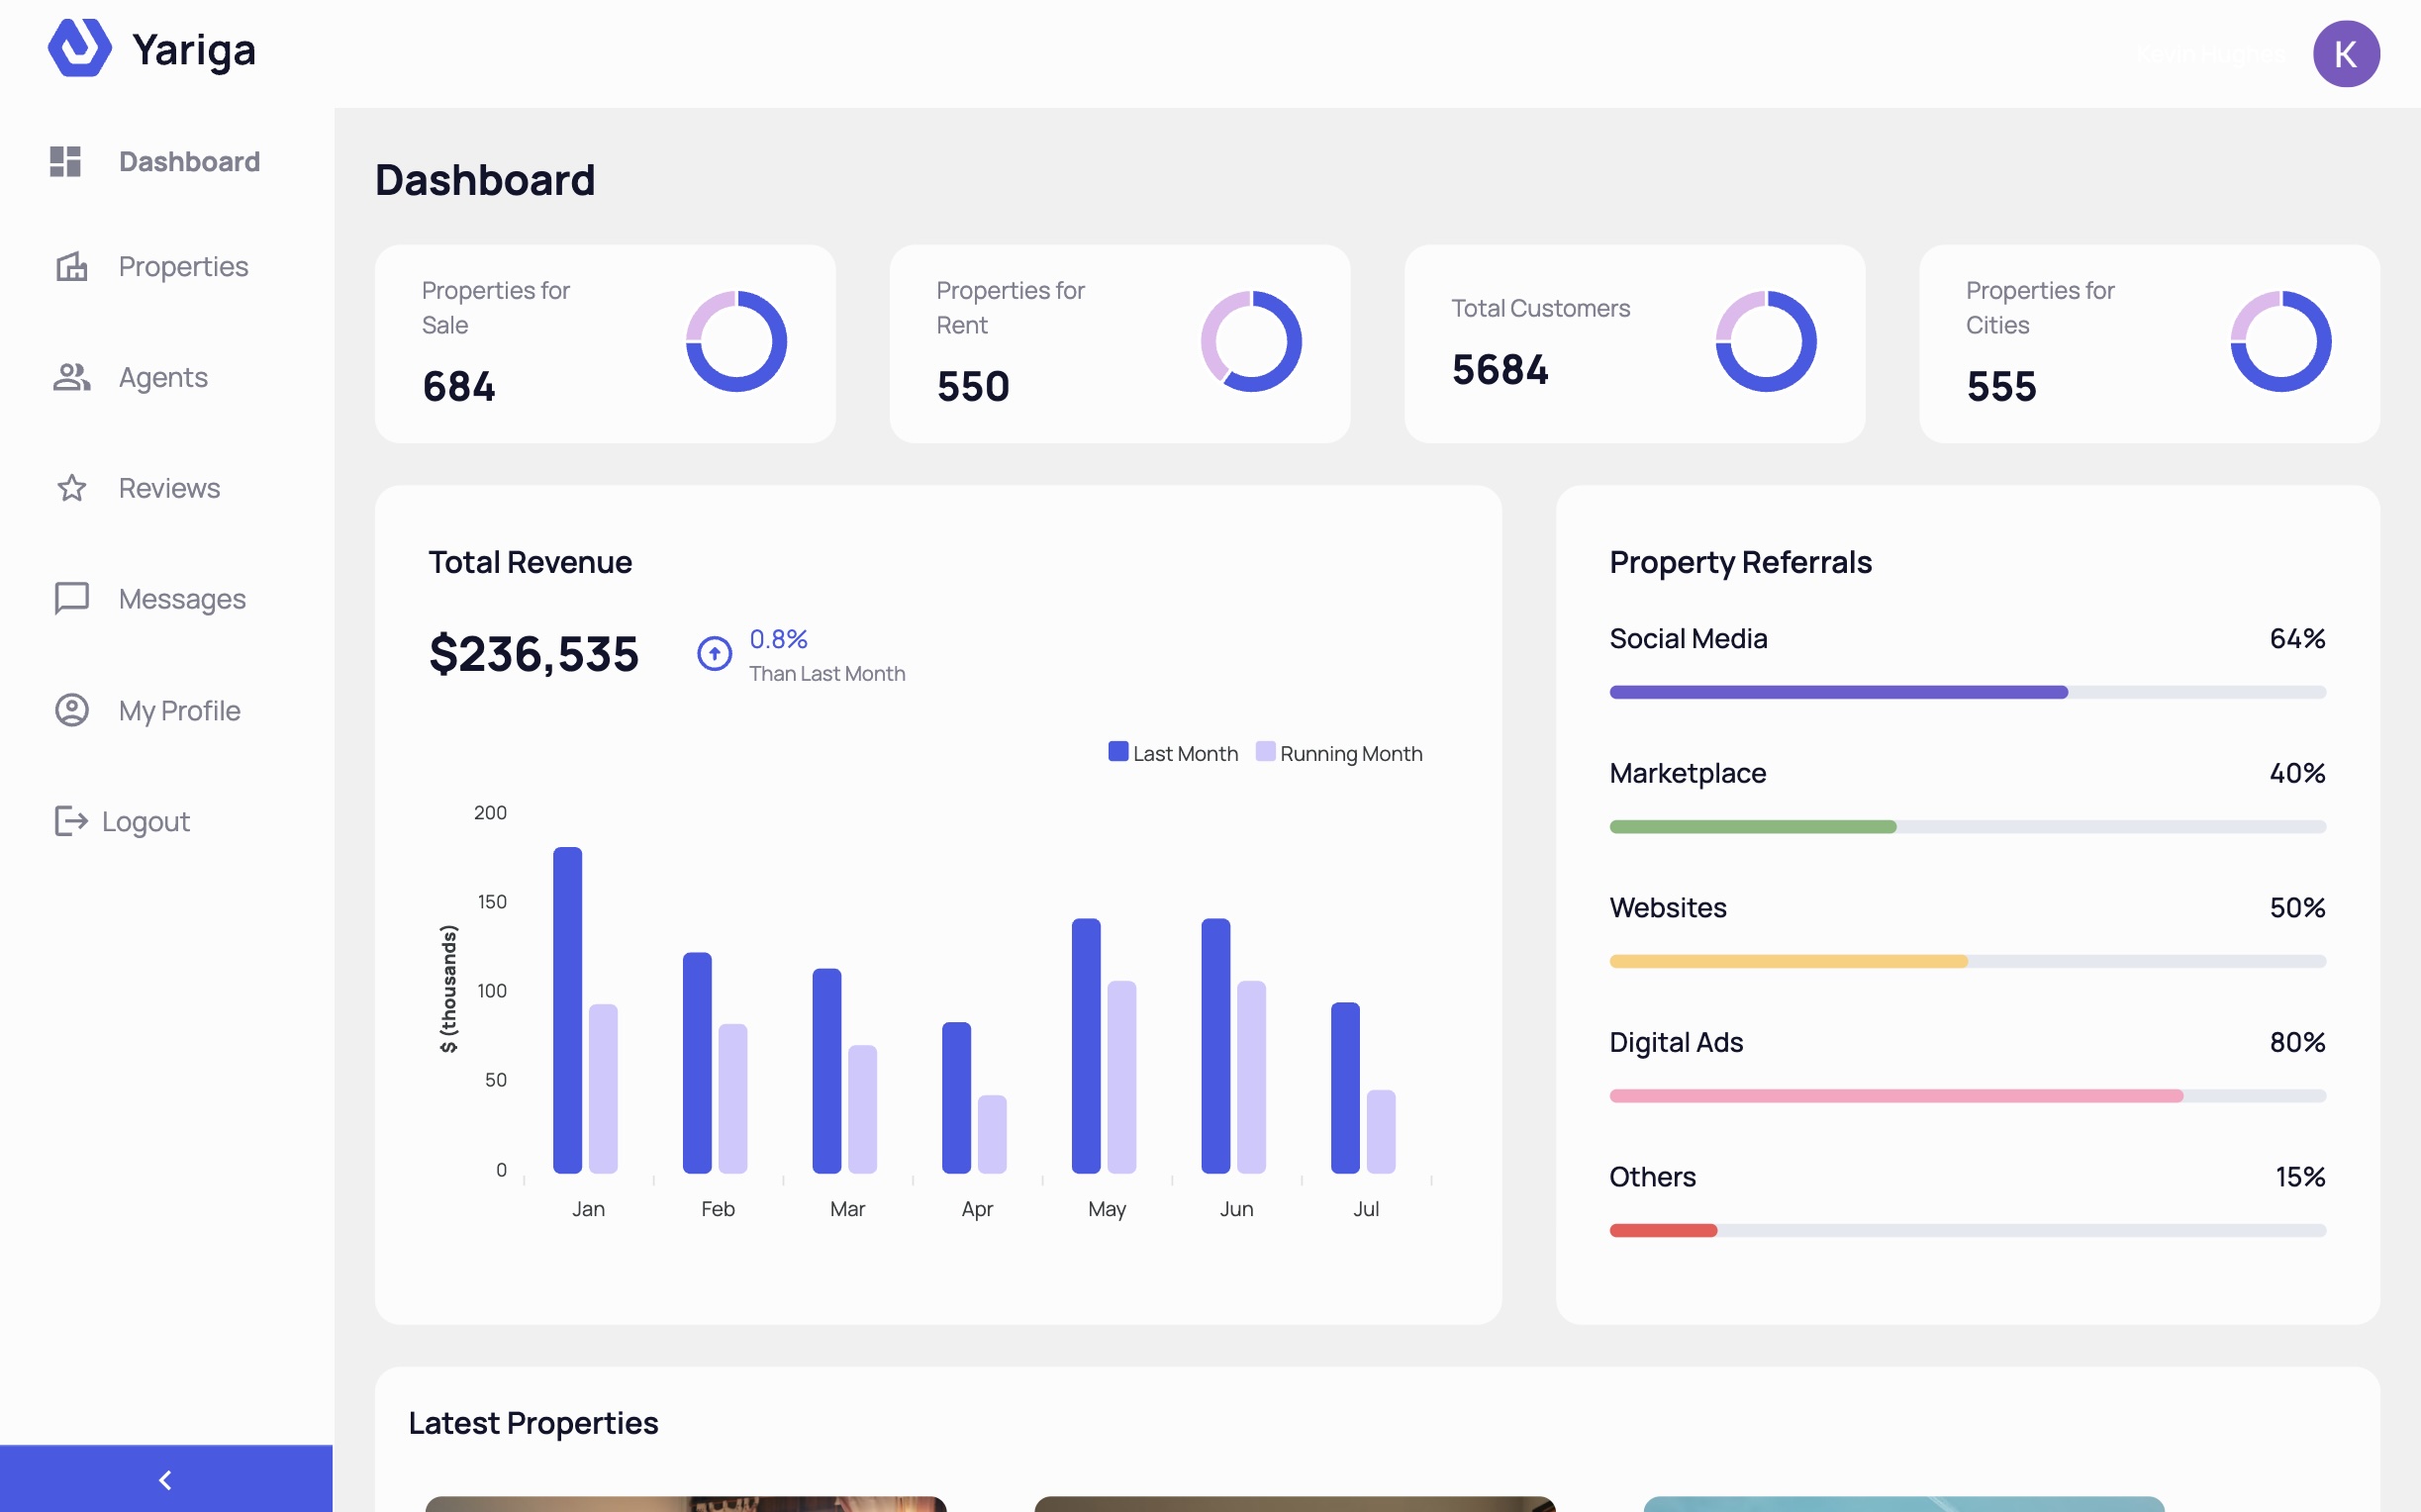 Yariga
Kevin Hughes
K
Dashboard
Properties
Agents
Reviews
Messages
My Profile
Logout
Dashboard
Properties for
Sale
684
Properties for
Rent
550
Total Customers
5684
Properties for
Cities
555
Total Revenue
$236,535
0.8%
Than Last Month
Last Month
Running Month
$ (thousands)
200
150
100
50
0
Jan
Feb
Mar
Apr
May
Jun
Jul
Property Referrals
Social Media
64%
Marketplace
40%
Websites
50%
Digital Ads
80%
Others
15%
Latest Properties